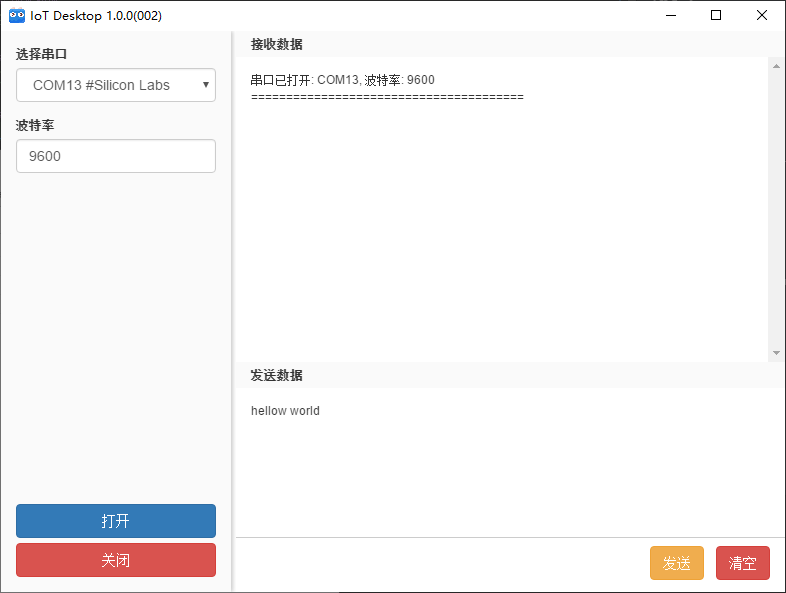 IoT Desktop 1.0.0(002)
选择串口
COM13 #Silicon Labs
波特率
9600
打开
关闭
接收数据
串口已打开: COM13, 波特率: 9600
=======================================
发送数据
hellow world
发送
清空